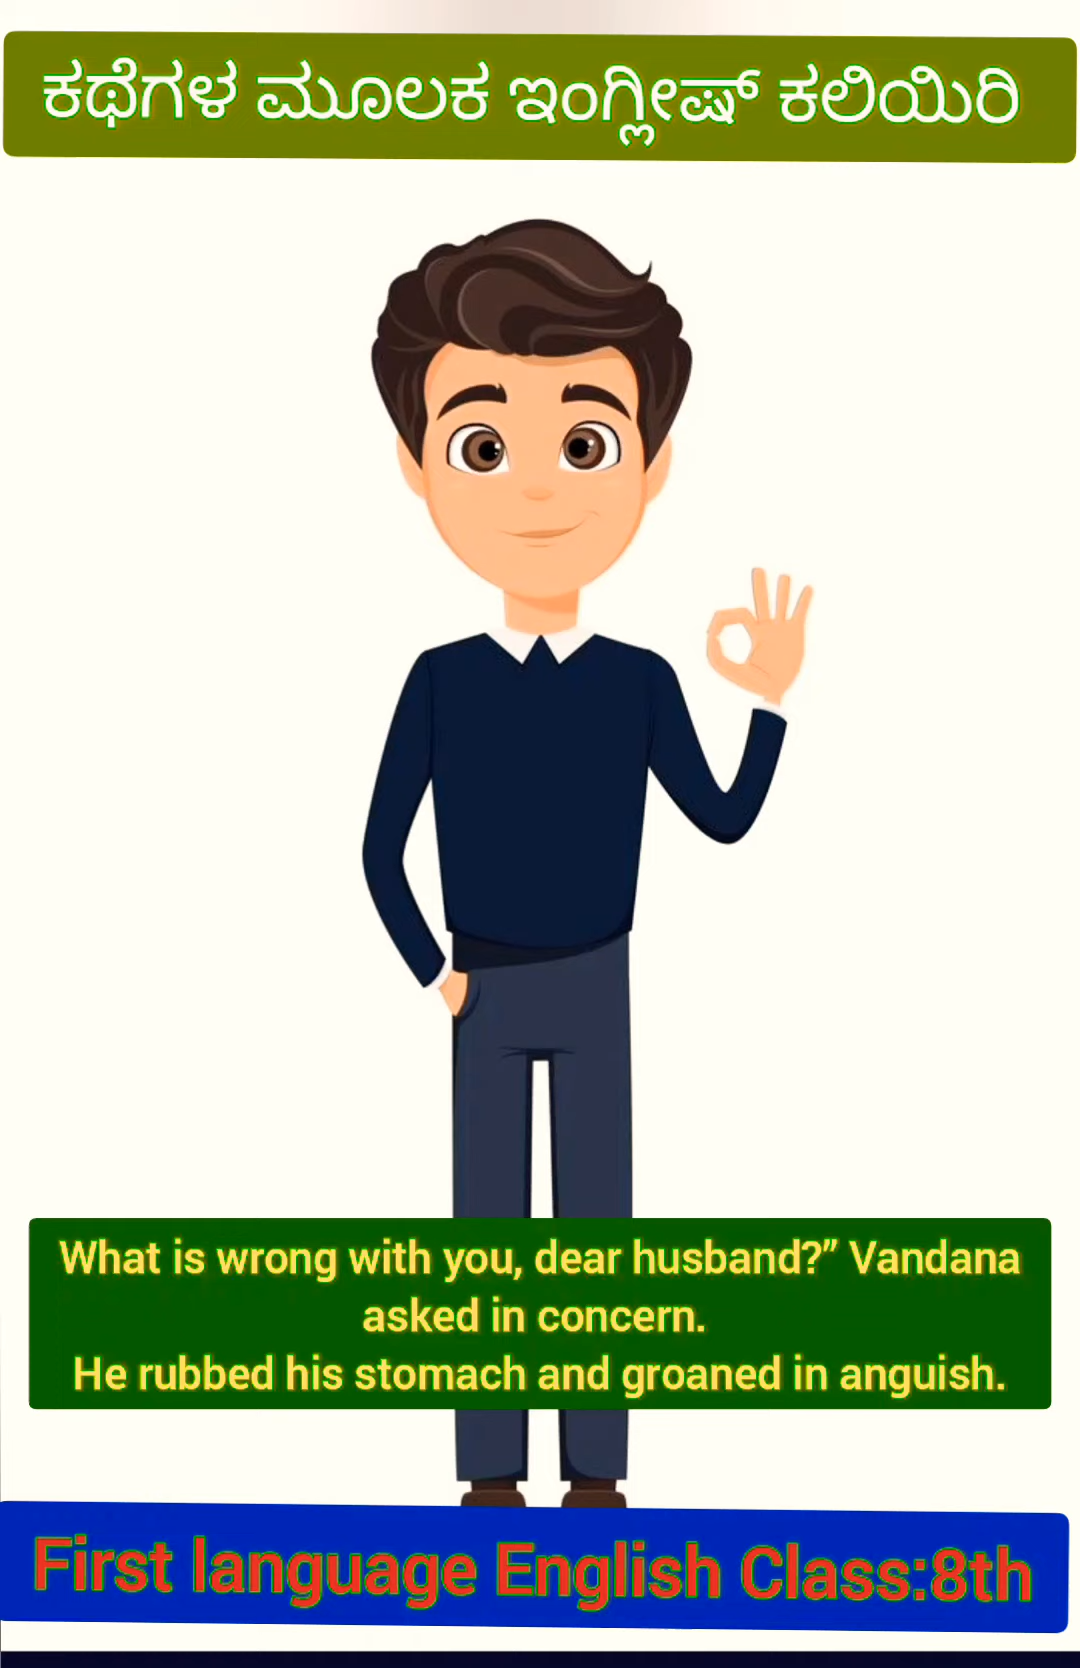 ಕಥೆಗಳ ಮೂಲಕ ಇಂಗ್ಲೀಷ್ ಕಲಿಯಿರಿ
What is wrong with you, dear husband?” Vandana
asked in concern.
He rubbed his stomach and groaned in anguish.
First language English Class:8th